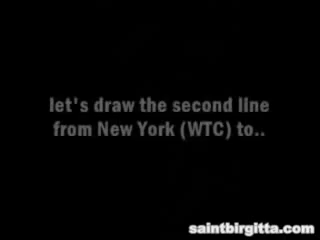 let's draw the second line
from New York (WTC) to..
saintbirgitta.com